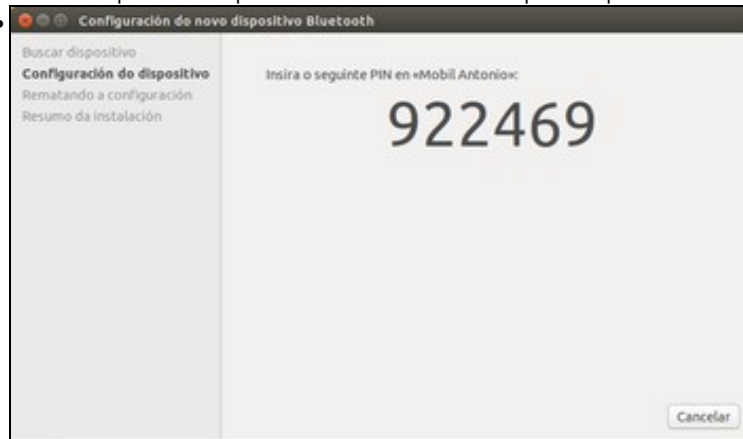 Configuración do novo dispositivo Bluetooth
Buscar dispositivo
Configuración do dispositivo
Rematando a configuración
Resumo da instalación
Insira o seguinte PIN en «Mobil Antonio»:
922469
Cancelar